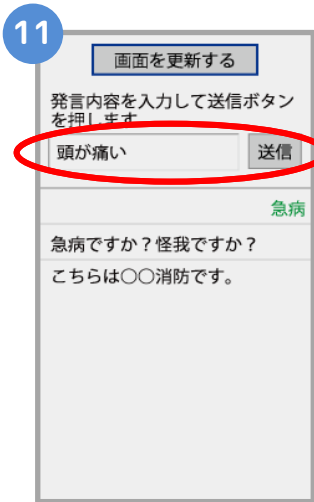 11
画面を更新する
発言内容を入力して送信ボタン
を押します
頭が痛い 送信
急病
急病ですか？怪我ですか？
こちらは〇〇消防です。